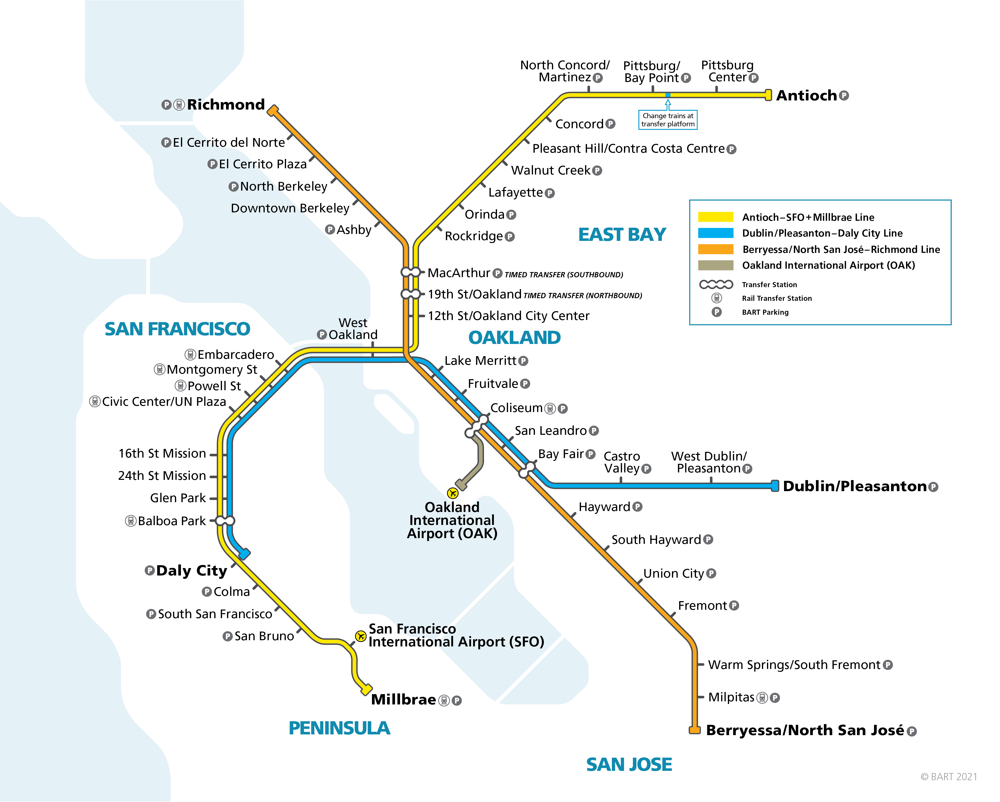 North Concord/
Martinez P
Pittsburg/
Bay Point P
Pittsburg
Center P
Antioch P
Change trains at
transfer platform
P Richmond
P El Cerrito del Norte
P El Cerrito Plaza
P North Berkeley
Downtown Berkeley
P Ashby
Concord P
Pleasant Hill/Contra Costa Centre P
Walnut Creek P
Lafayette P
Orinda P
Rockridge P
EAST BAY
Antioch–SFO+Millbrae Line
Dublin/Pleasanton–Daly City Line
Berryessa/North San José–Richmond Line
Oakland International Airport (OAK)
Transfer Station
Rail Transfer Station
P BART Parking
MacArthur P TIMED TRANSFER (SOUTHBOUND)
19th St/Oakland TIMED TRANSFER (NORTHBOUND)
12th St/Oakland City Center
SAN FRANCISCO
West
P Oakland
OAKLAND
Embarcadero
Montgomery St
Powell St
Civic Center/UN Plaza
16th St Mission
24th St Mission
Glen Park
Balboa Park
P Daly City
P Colma
P South San Francisco
P San Bruno
San Francisco
International Airport (SFO)
Millbrae P
PENINSULA
Lake Merritt P
Fruitvale P
Coliseum P
San Leandro P
Bay Fair P
Castro
Valley P
West Dublin/
Pleasanton P
Dublin/Pleasanton P
Oakland
International
Airport (OAK)
Hayward P
South Hayward P
Union City P
Fremont P
Warm Springs/South Fremont P
Milpitas P
Berryessa/North San José P
SAN JOSE
© BART 2021